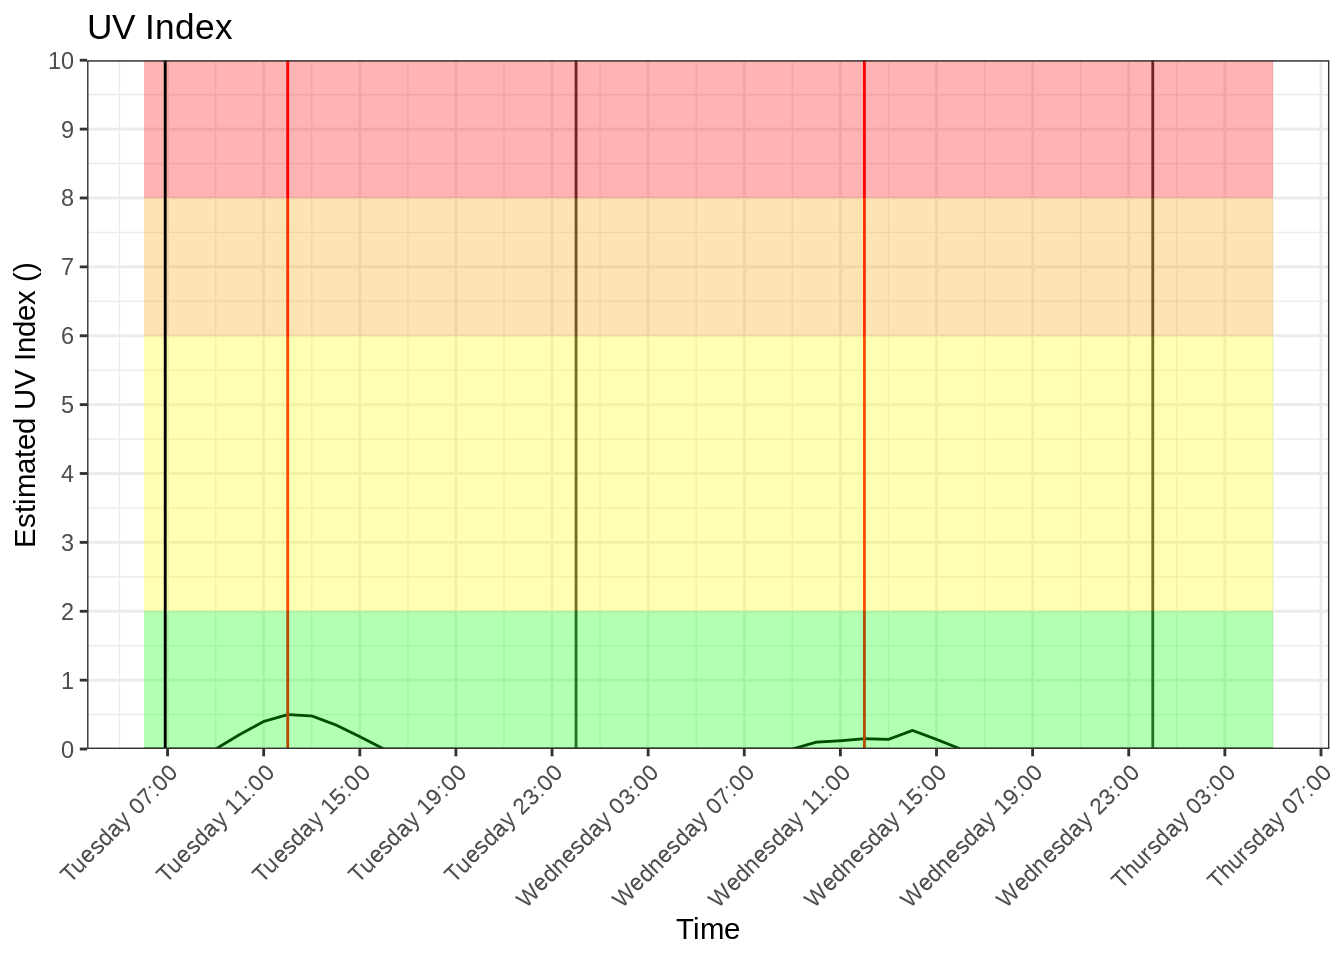 UV Index
Estimated UV Index ()
10
9
8
7
6
5
4
3
2
1
0
Tuesday 07:00
Tuesday 11:00
Tuesday 15:00
Tuesday 19:00
Tuesday 23:00
Wednesday 03:00
Wednesday 07:00
Wednesday 11:00
Wednesday 15:00
Wednesday 19:00
Wednesday 23:00
Thursday 03:00
Thursday 07:00
Time